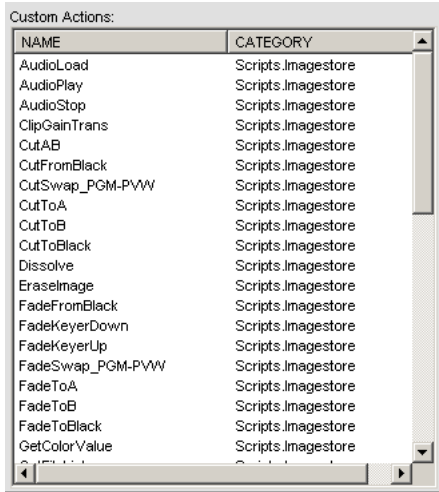 Custom Actions:
NAME CATEGORY
AudioLoad Scripts.Imagestore
AudioPlay Scripts.Imagestore
AudioStop Scripts.Imagestore
ClipGainTrans Scripts.Imagestore
CutAB Scripts.Imagestore
CutFromBlack Scripts.Imagestore
CutSwap_PGM-PVW Scripts.Imagestore
CutToA Scripts.Imagestore
CutToB Scripts.Imagestore
CutToBlack Scripts.Imagestore
Dissolve Scripts.Imagestore
EraseImage Scripts.Imagestore
FadeFromBlack Scripts.Imagestore
FadeKeyerDown Scripts.Imagestore
FadeKeyerUp Scripts.Imagestore
FadeSwap_PGM-PVW Scripts.Imagestore
FadeToA Scripts.Imagestore
FadeToB Scripts.Imagestore
FadeToBlack Scripts.Imagestore
GetColorValue Scripts.Imagestore